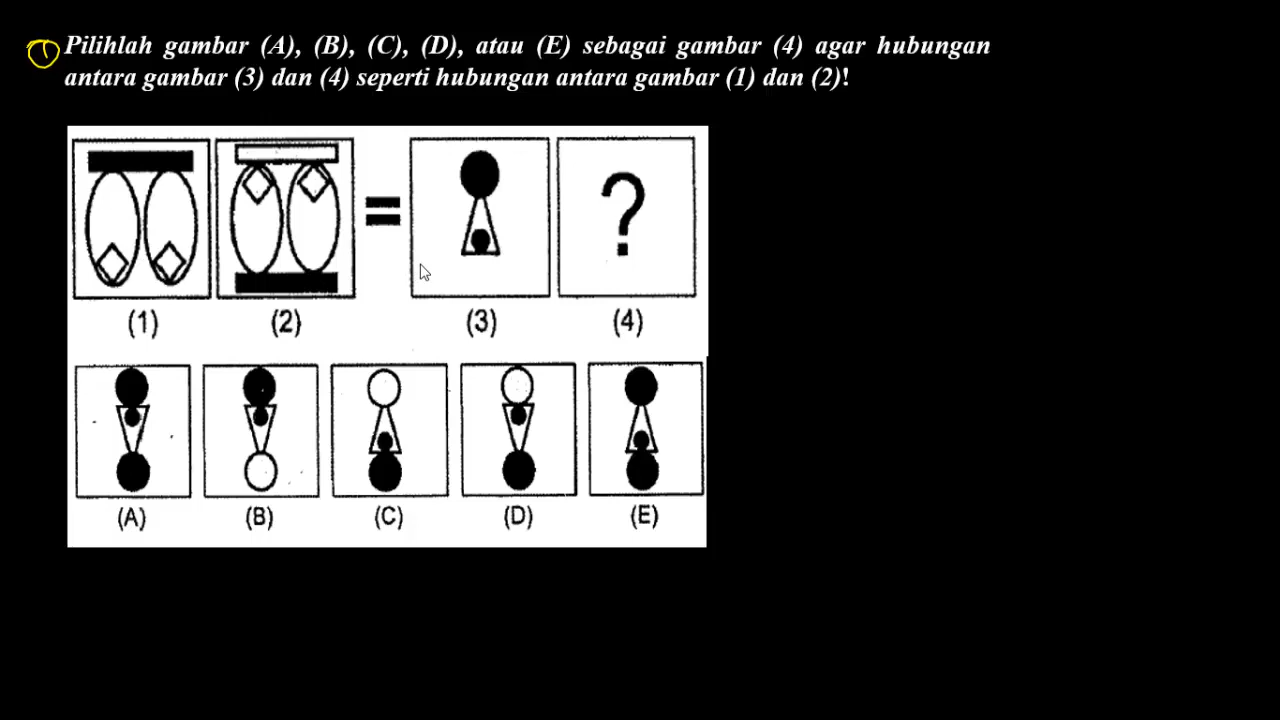 1 Pilihlah gambar (A), (B), (C), (D), atau (E) sebagai gambar (4) agar hubungan
antara gambar (3) dan (4) seperti hubungan antara gambar (1) dan (2)!
= ?
(1) (2) (3) (4)
(A) (B) (C) (D) (E)